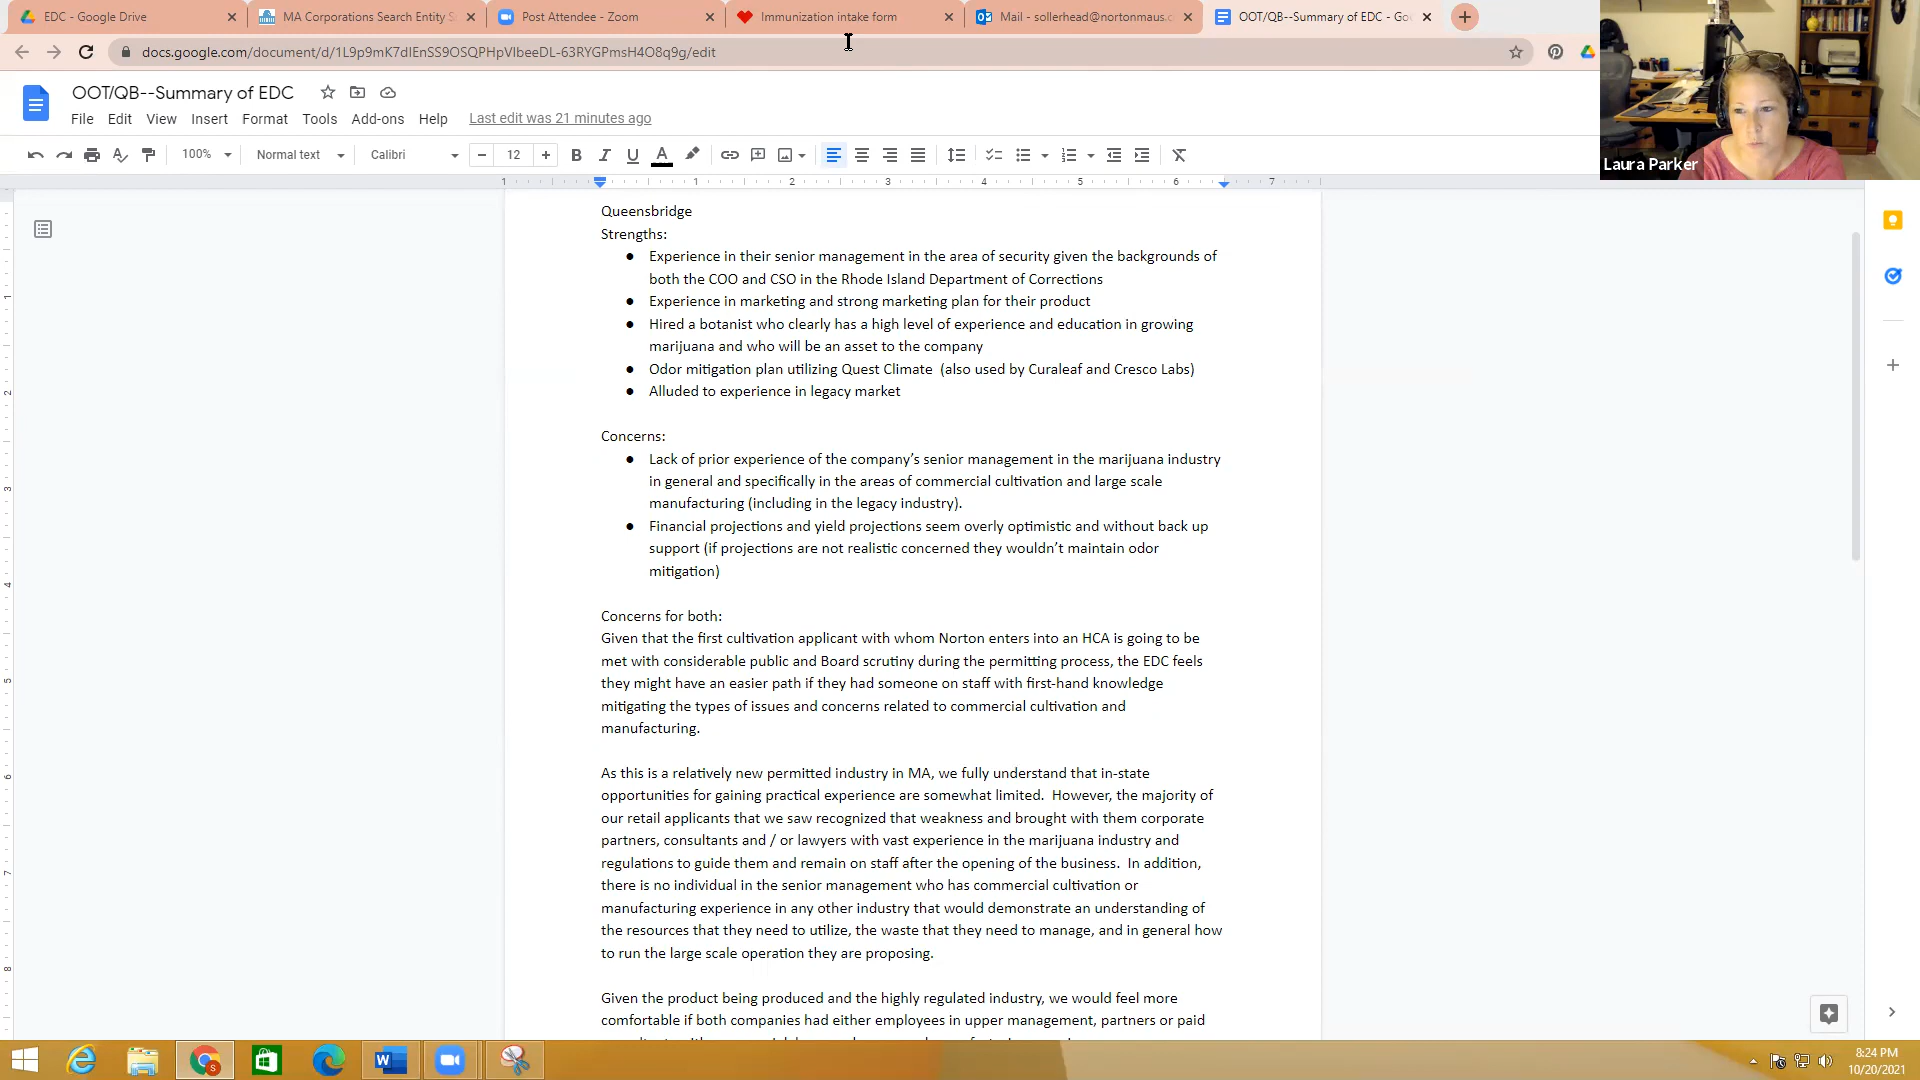 EDC - Google Drive
MA Corporations Search Entity S
Post Attendee - Zoom
Immunization intake form
Mail - sollerhead@nortonmaus.c
OOT/QB--Summary of EDC - Goo
docs.google.com/document/d/1L9p9mK7dIEnSS9OSQPHpVIbeeDL-63RYGPmsH4O8q9g/edit
OOT/QB--Summary of EDC
File Edit View Insert Format Tools Add-ons Help Last edit was 21 minutes ago
100% Normal text Calibri 12
Laura Parker
1 1 2 3 4 5 6 7
Queensbridge
Strengths:
● Experience in their senior management in the area of security given the backgrounds of
both the COO and CSO in the Rhode Island Department of Corrections
● Experience in marketing and strong marketing plan for their product
● Hired a botanist who clearly has a high level of experience and education in growing
marijuana and who will be an asset to the company
● Odor mitigation plan utilizing Quest Climate (also used by Curaleaf and Cresco Labs)
● Alluded to experience in legacy market
Concerns:
● Lack of prior experience of the company's senior management in the marijuana industry
in general and specifically in the areas of commercial cultivation and large scale
manufacturing (including in the legacy industry).
● Financial projections and yield projections seem overly optimistic and without back up
support (if projections are not realistic concerned they wouldn't maintain odor
mitigation)
Concerns for both:
Given that the first cultivation applicant with whom Norton enters into an HCA is going to be
met with considerable public and Board scrutiny during the permitting process, the EDC feels
they might have an easier path if they had someone on staff with first-hand knowledge
mitigating the types of issues and concerns related to commercial cultivation and
manufacturing.
As this is a relatively new permitted industry in MA, we fully understand that in-state
opportunities for gaining practical experience are somewhat limited. However, the majority of
our retail applicants that we saw recognized that weakness and brought with them corporate
partners, consultants and / or lawyers with vast experience in the marijuana industry and
regulations to guide them and remain on staff after the opening of the business. In addition,
there is no individual in the senior management who has commercial cultivation or
manufacturing experience in any other industry that would demonstrate an understanding of
the resources that they need to utilize, the waste that they need to manage, and in general how
to run the large scale operation they are proposing.
Given the product being produced and the highly regulated industry, we would feel more
comfortable if both companies had either employees in upper management, partners or paid
8:24 PM
10/20/2021